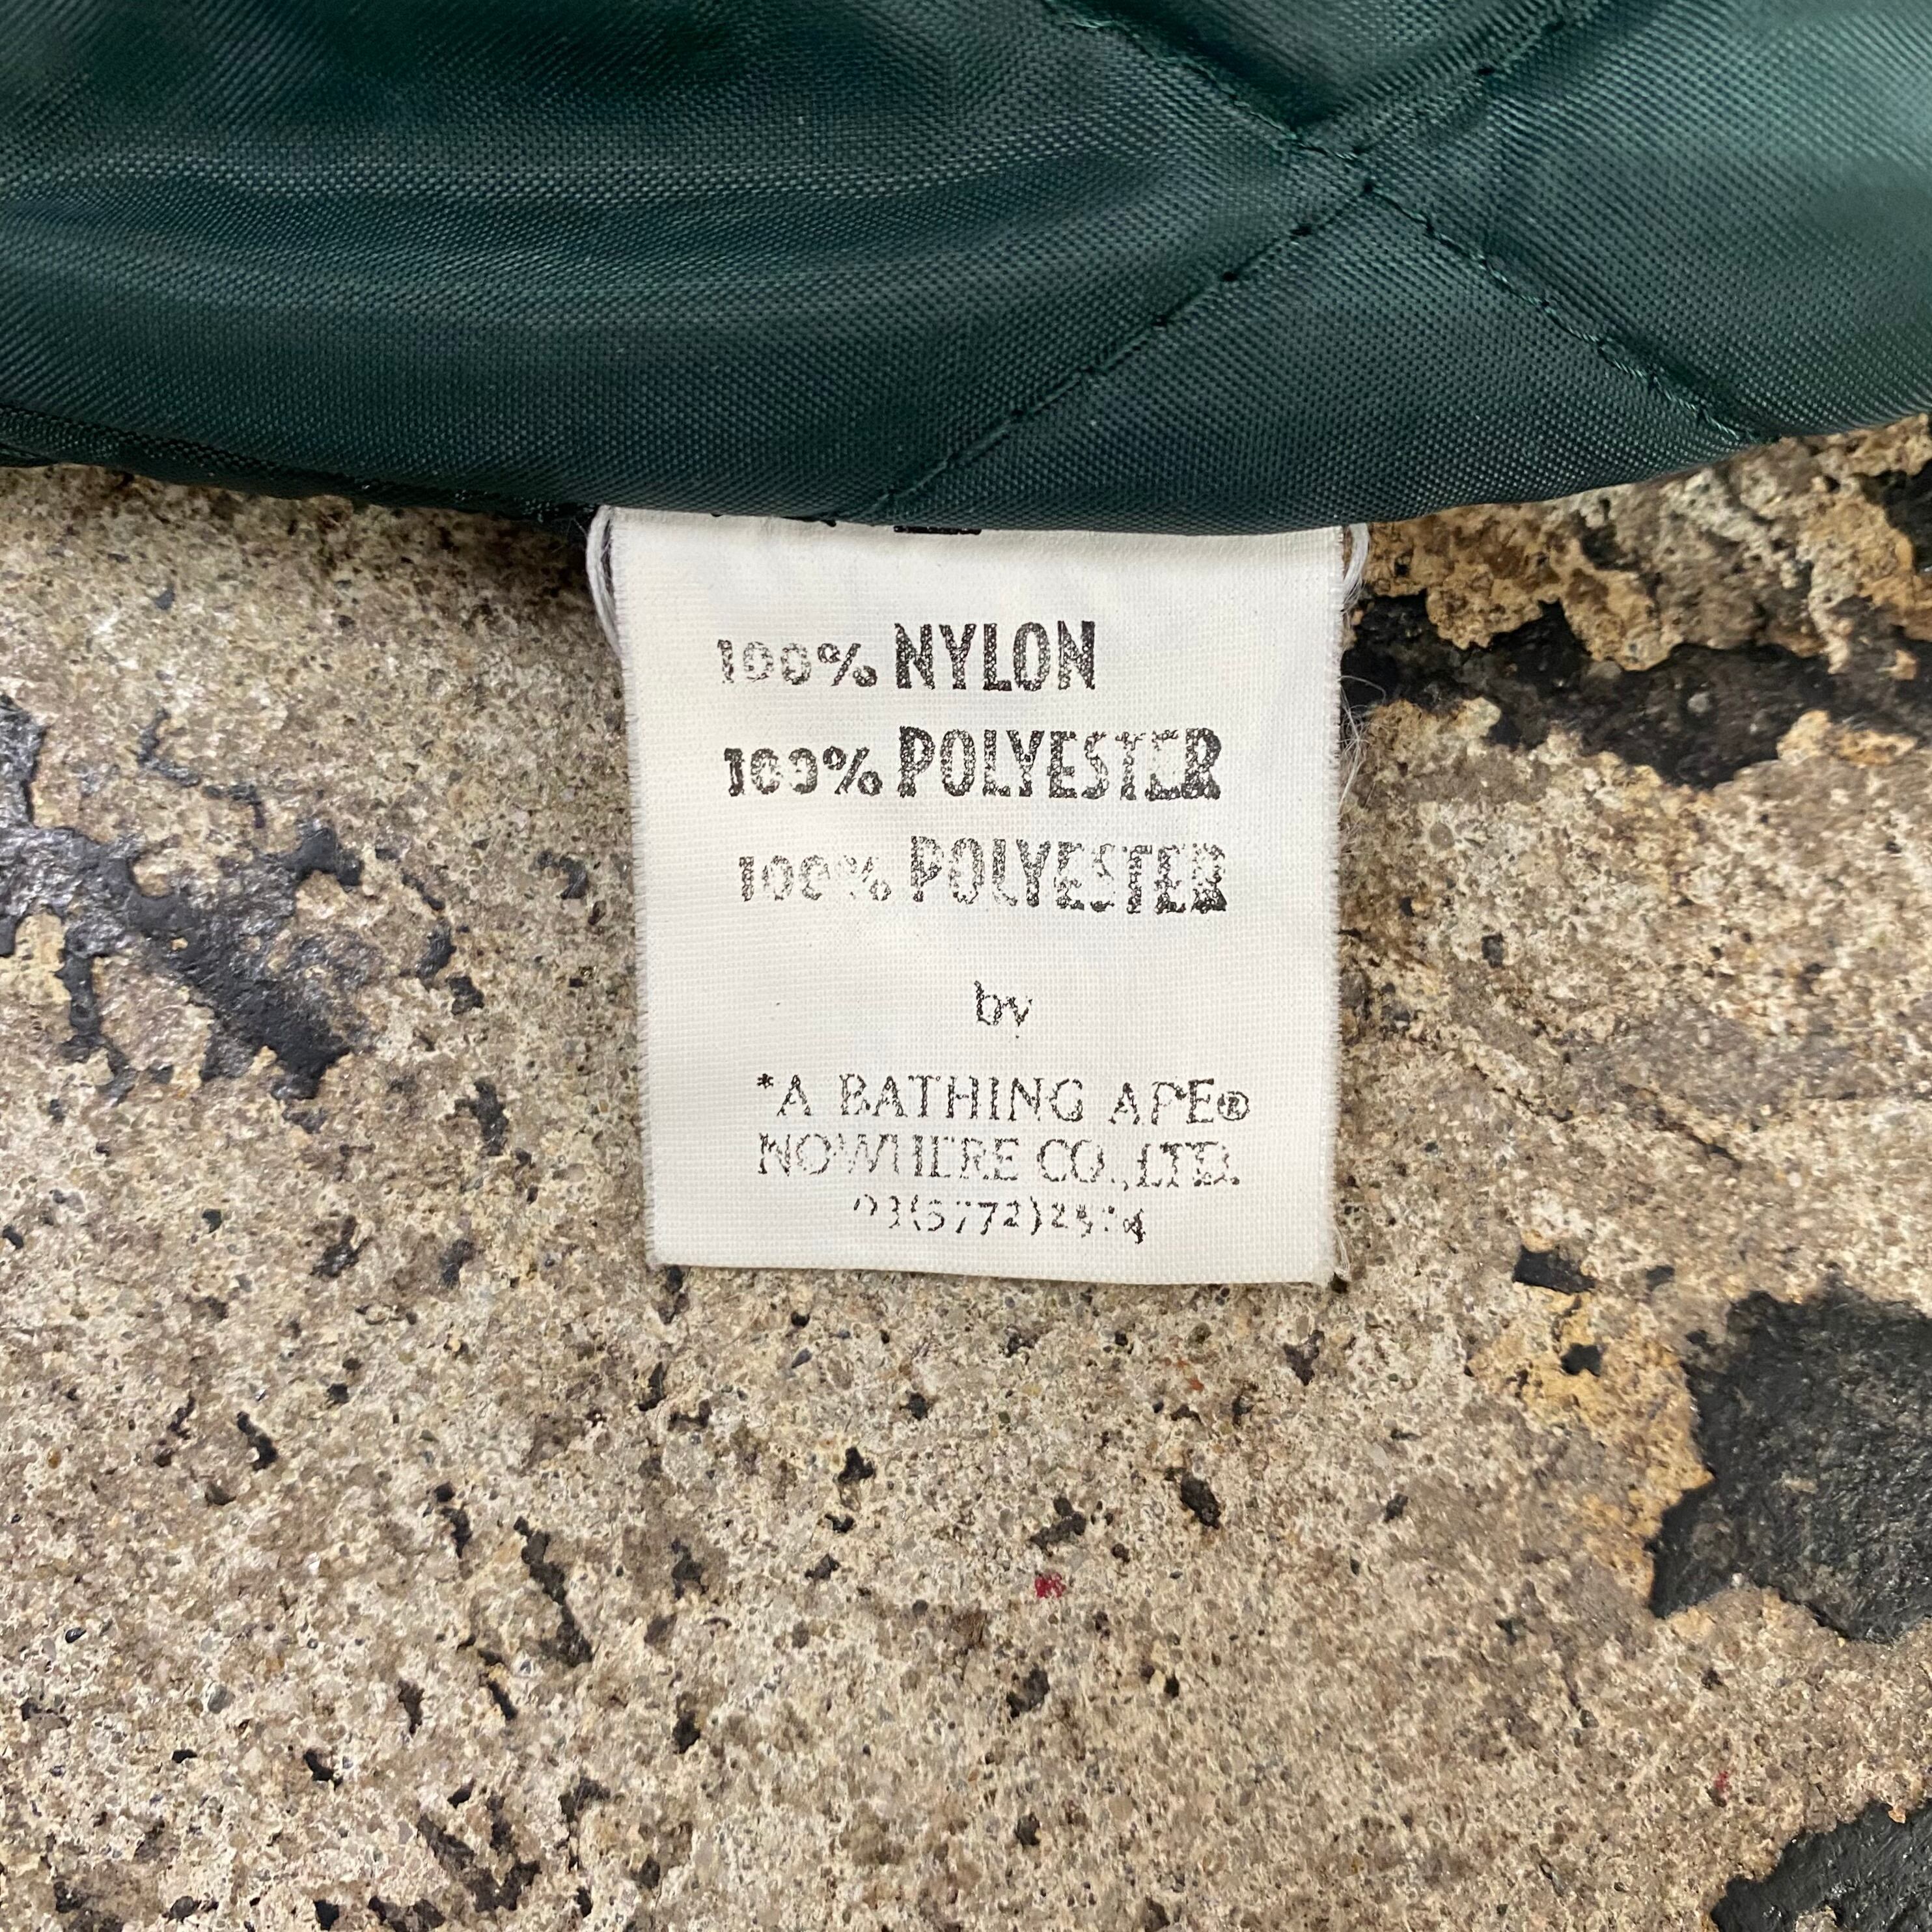 100% NYLON
100% POLYESTER
100% POLYESTER
by
*A BATHING APE®
NOWHERE CO.,LTD.